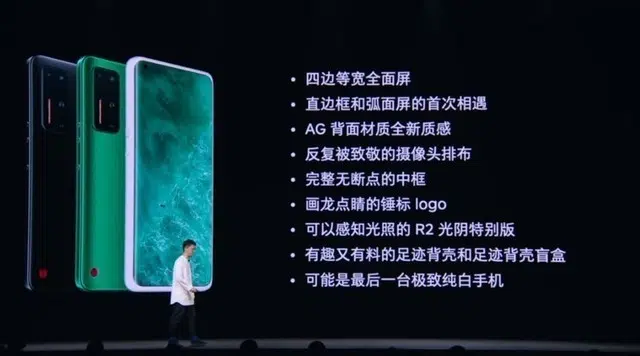 四边等宽全面屏
直边框和弧面屏的首次相遇
AG 背面材质全新质感
反复被致敬的摄像头排布
完整无断点的中框
画龙点睛的锤标 logo
可以感知光照的 R2 光阴特别版
有趣又有料的足迹背壳和足迹背壳盲盒
可能是最后一台极致纯白手机